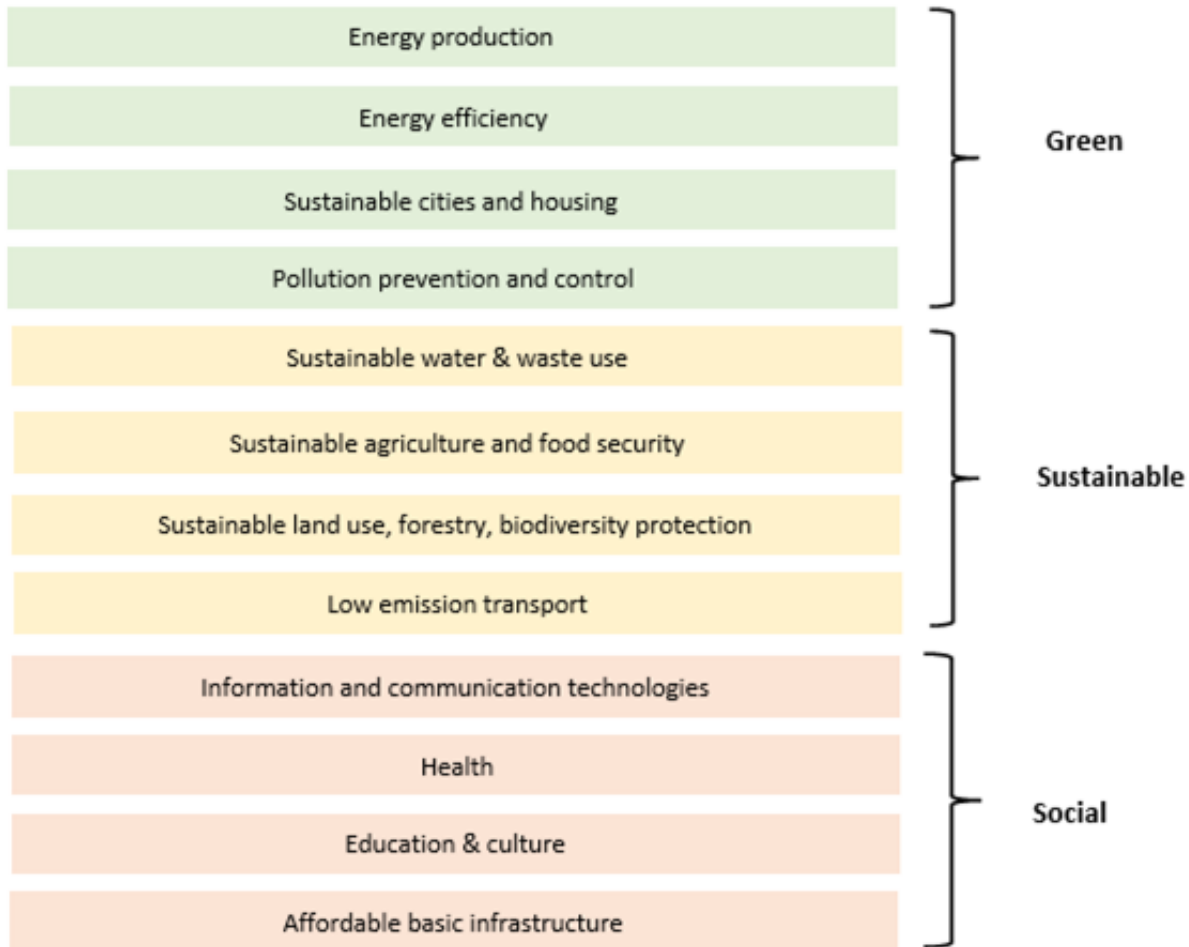 Energy production
Energy efficiency
Green
Sustainable cities and housing
Pollution prevention and control
Sustainable water & waste use
Sustainable agriculture and food security
Sustainable
Sustainable land use, forestry, biodiversity protection
Low emission transport
Information and communication technologies
Health
Social
Education & culture
Affordable basic infrastructure